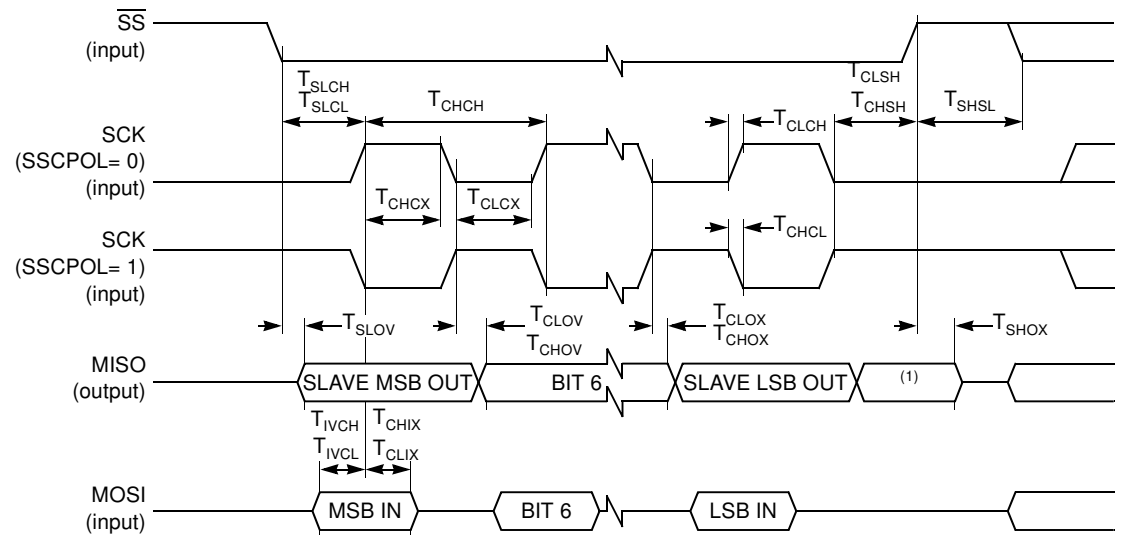 SS
(input)
T_SLCH
T_SLCL
T_CHCH
T_CLCH
T_CLSH
T_CHSH
T_SHSL
SCK
(SSCPOL= 0)
(input)
T_CHCX
T_CLCX
T_CHCL
SCK
(SSCPOL= 1)
(input)
T_SLOV
T_CLOV
T_CHOV
T_CLOX
T_CHOX
T_SHOX
MISO
(output)
SLAVE MSB OUT
BIT 6
SLAVE LSB OUT
(1)
T_IVCH
T_IVCL
T_CHIX
T_CLIX
MOSI
(input)
MSB IN
BIT 6
LSB IN